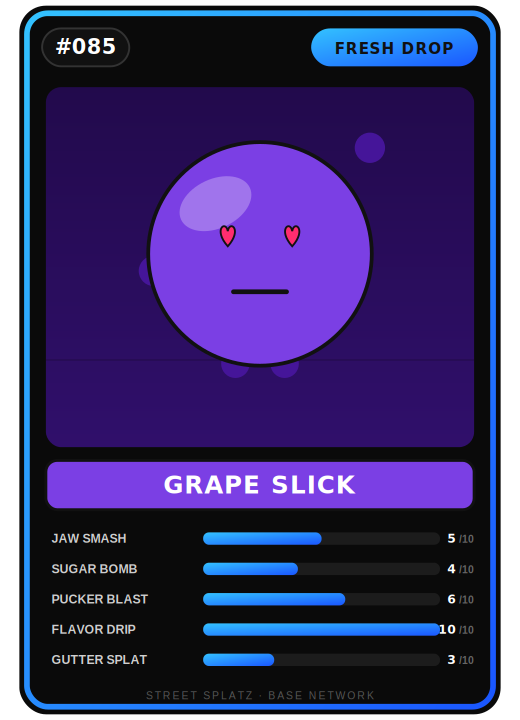 #085
FRESH DROP
GRAPE SLICK
JAW SMASH 5 /10
SUGAR BOMB 4 /10
PUCKER BLAST 6 /10
FLAVOR DRIP 10 /10
GUTTER SPLAT 3 /10
STREET SPLATZ · BASE NETWORK